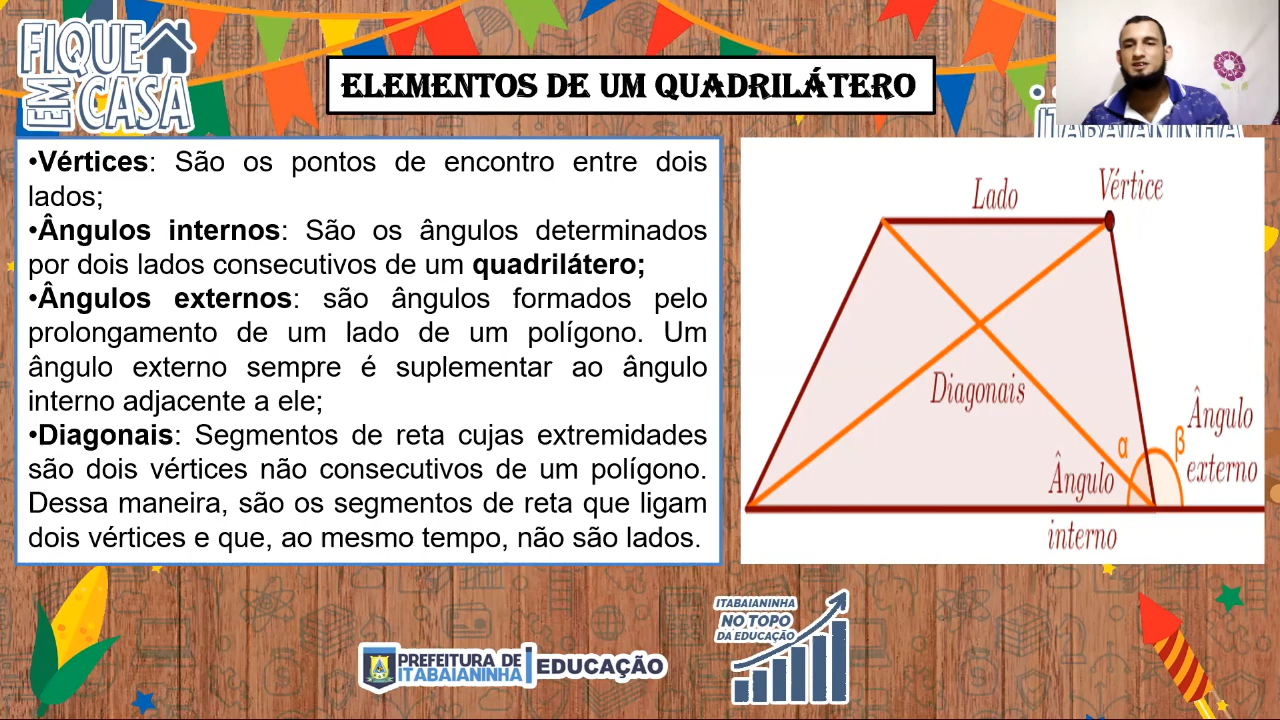 FIQUE
EM CASA
ELEMENTOS DE UM QUADRILÁTERO
ITABAIANINHA
•Vértices: São os pontos de encontro entre dois
lados;
•Ângulos internos: São os ângulos determinados
por dois lados consecutivos de um quadrilátero;
•Ângulos externos: são ângulos formados pelo
prolongamento de um lado de um polígono. Um
ângulo externo sempre é suplementar ao ângulo
interno adjacente a ele;
•Diagonais: Segmentos de reta cujas extremidades
são dois vértices não consecutivos de um polígono.
Dessa maneira, são os segmentos de reta que ligam
dois vértices e que, ao mesmo tempo, não são lados.
Lado
Vértice
Diagonais
α
β
Ângulo
externo
Ângulo
interno
PREFEITURA DE
ITABAIANINHA
EDUCAÇÃO
ITABAIANINHA
NO TOPO
DA EDUCAÇÃO